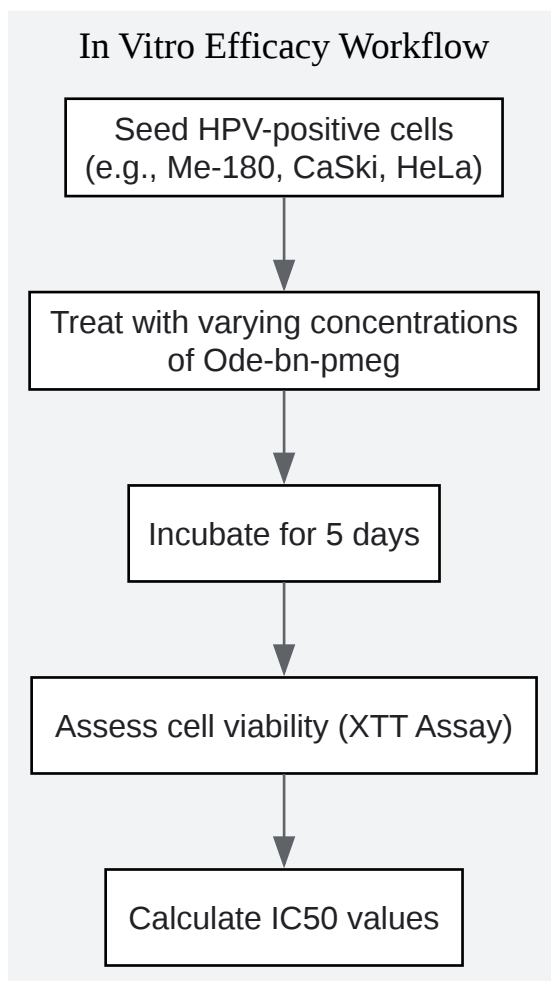 In Vitro Efficacy Workflow
Seed HPV-positive cells
(e.g., Me-180, CaSki, HeLa)
Treat with varying concentrations
of Ode-bn-pmeg
Incubate for 5 days
Assess cell viability (XTT Assay)
Calculate IC50 values